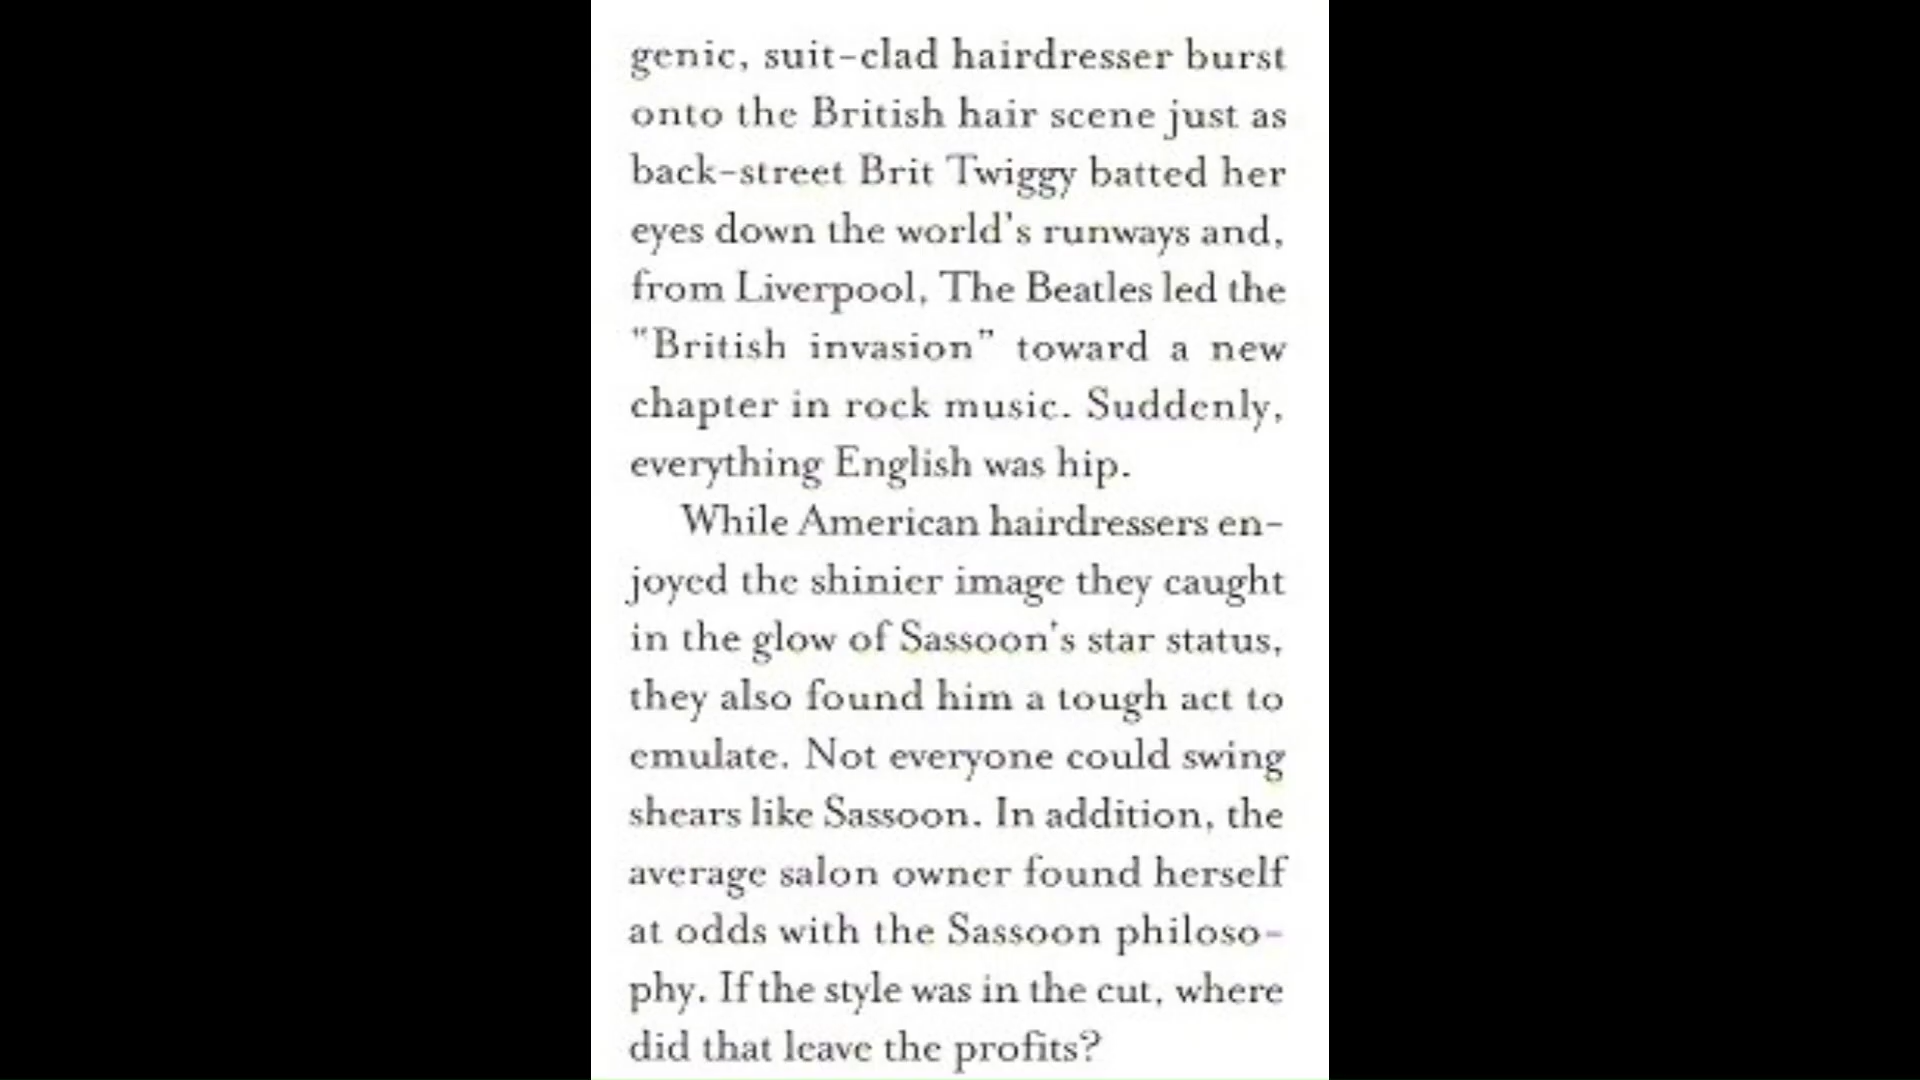 genic, suit-clad hairdresser burst
onto the British hair scene just as
back-street Brit Twiggy batted her
eyes down the world's runways and,
from Liverpool, The Beatles led the
"British invasion" toward a new
chapter in rock music. Suddenly,
everything English was hip.
While American hairdressers en-
joyed the shinier image they caught
in the glow of Sassoon's star status,
they also found him a tough act to
emulate. Not everyone could swing
shears like Sassoon. In addition, the
average salon owner found herself
at odds with the Sassoon philoso-
phy. If the style was in the cut, where
did that leave the profits?